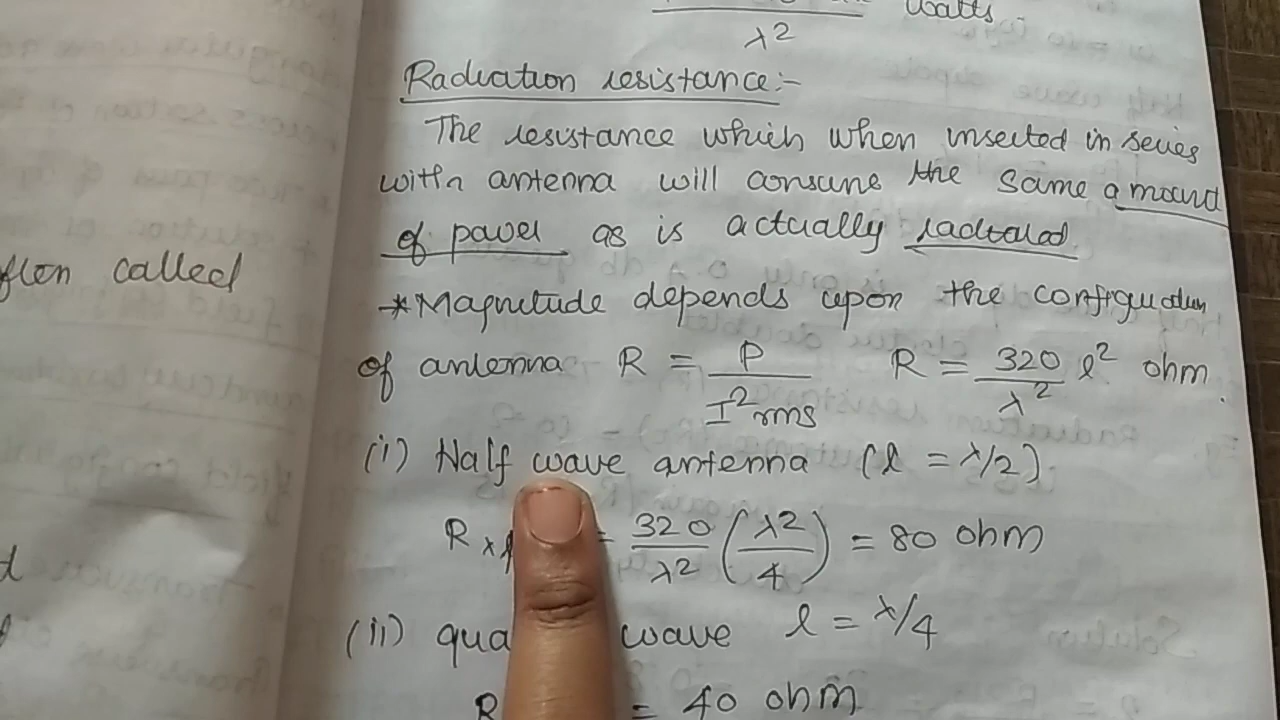 watts
λ2
Radiation resistance:-
The resistance which when inserted in series
with antenna will consume the same amount
of power as is actually radiated.
ften called
*Magnitude depends upon the configuration
of antenna R = P/I²rms R = 320/λ² l² ohm.
(i) Half wave antenna (l = λ/2).
R = 320/λ² (λ2/4) = 80 ohm
(ii) qua wave l = λ/4
R = 40 ohm